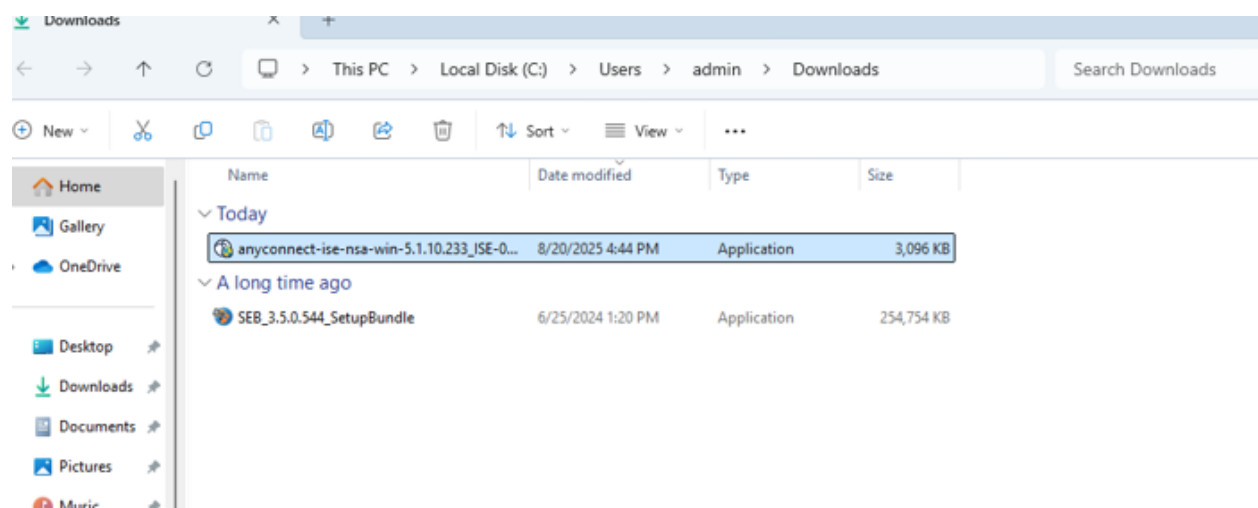 Downloads
This PC > Local Disk (C:) > Users > admin > Downloads
Search Downloads
New
Sort
View
Name Date modified Type Size
Home
Today
Gallery
anyconnect-ise-nsa-win-5.1.10.233_ISE-0... 8/20/2025 4:44 PM Application 3,096 KB
OneDrive
A long time ago
SEB_3.5.0.544_SetupBundle 6/25/2024 1:20 PM Application 254,754 KB
Desktop
Downloads
Documents
Pictures
Music